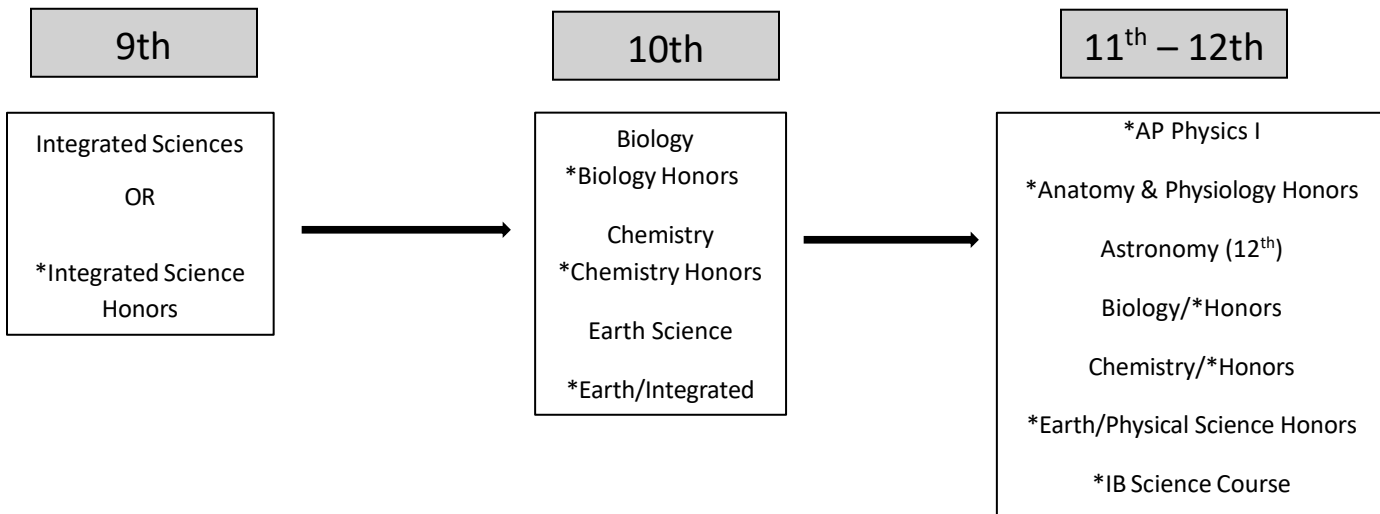 9th
Integrated Sciences
OR
*Integrated Science
Honors
10th
Biology
*Biology Honors
Chemistry
*Chemistry Honors
Earth Science
*Earth/Integrated
11th – 12th
*AP Physics I
*Anatomy & Physiology Honors
Astronomy (12th)
Biology/*Honors
Chemistry/*Honors
*Earth/Physical Science Honors
*IB Science Course